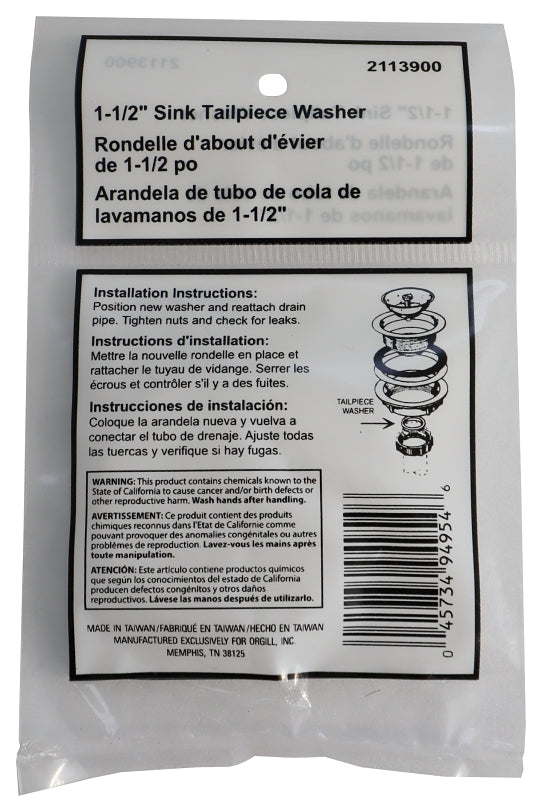 2113900
1-1/2" Sink Tailpiece Washer
Rondelle d'about d'évier
de 1-1/2 po
Arandela de tubo de cola de
lavamanos de 1-1/2"
Installation Instructions:
Position new washer and reattach drain
pipe. Tighten nuts and check for leaks.
Instructions d'installation:
Mettre la nouvelle rondelle en place et
rattacher le tuyau de vidange. Serrer les
écrous et contrôler s'il y a des fuites.
Instrucciones de instalación:
Coloque la arandela nueva y vuelva a
conectar el tubo de drenaje. Ajuste todas
las tuercas y verifique si hay fugas.
TAILPIECE
WASHER
WARNING: This product contains chemicals known to the
State of California to cause cancer and/or birth defects or
other reproductive harm. Wash hands after handling.
AVERTISSEMENT: Ce produit contient des produits
chimiques reconnus dans l'Etat de Californie comme
pouvant provoquer des anomalies congénitales ou autres
problèmes de reproduction. Lavez-vous les mains après
toute manipulation.
ATENCIÓN: Este artículo contiene productos químicos
que según los conocimientos del estado de California
producen defectos congénitos y otros daños
reproductivos. Lávese las manos después de utilizarlo.
MADE IN TAIWAN/FABRIQUÉ EN TAIWAN/HECHO EN TAIWAN
MANUFACTURED EXCLUSIVELY FOR ORGILL, INC.
MEMPHIS, TN 38125
0 45734 94954 6